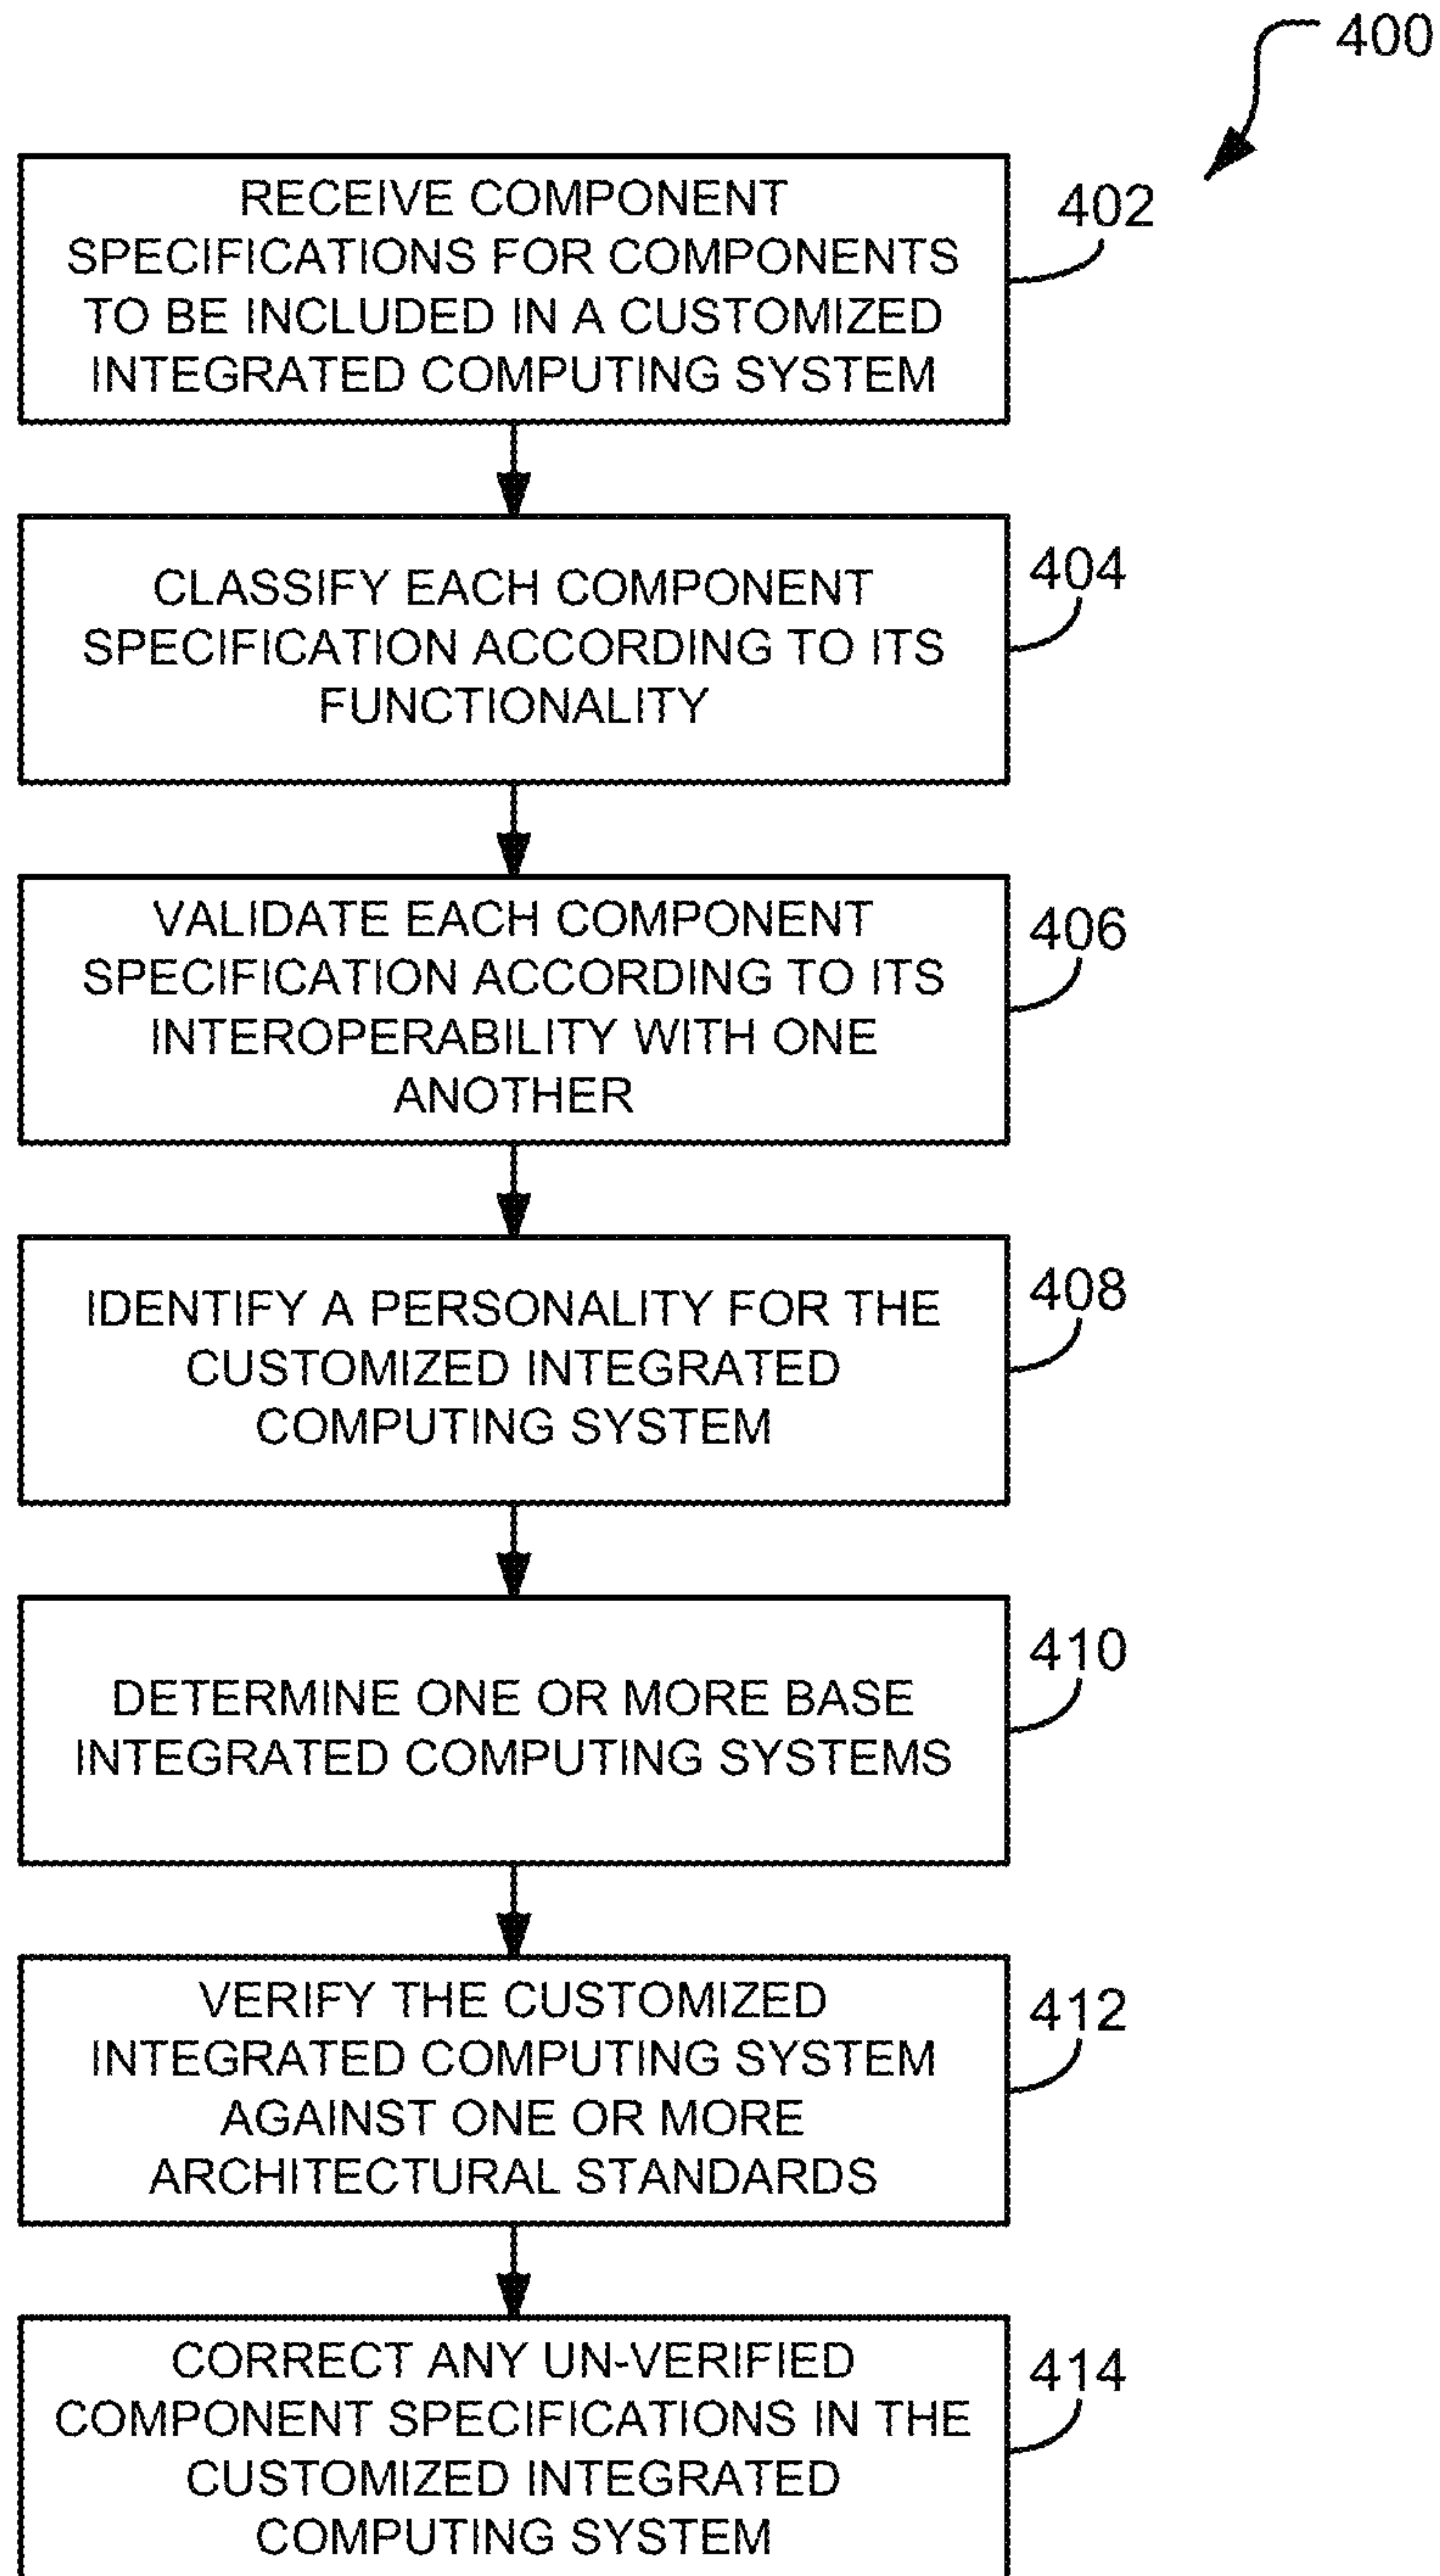 400
RECEIVE COMPONENT
SPECIFICATIONS FOR COMPONENTS
TO BE INCLUDED IN A CUSTOMIZED
INTEGRATED COMPUTING SYSTEM
402
CLASSIFY EACH COMPONENT
SPECIFICATION ACCORDING TO ITS
FUNCTIONALITY
404
VALIDATE EACH COMPONENT
SPECIFICATION ACCORDING TO ITS
INTEROPERABILITY WITH ONE
ANOTHER
406
IDENTIFY A PERSONALITY FOR THE
CUSTOMIZED INTEGRATED
COMPUTING SYSTEM
408
DETERMINE ONE OR MORE BASE
INTEGRATED COMPUTING SYSTEMS
410
VERIFY THE CUSTOMIZED
INTEGRATED COMPUTING SYSTEM
AGAINST ONE OR MORE
ARCHITECTURAL STANDARDS
412
CORRECT ANY UN-VERIFIED
COMPONENT SPECIFICATIONS IN THE
CUSTOMIZED INTEGRATED
COMPUTING SYSTEM
414